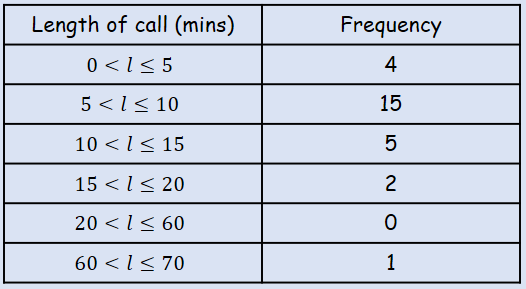 Length of call (mins) Frequency
0 < l ≤ 5 4
5 < l ≤ 10 15
10 < l ≤ 15 5
15 < l ≤ 20 2
20 < l ≤ 60 0
60 < l ≤ 70 1